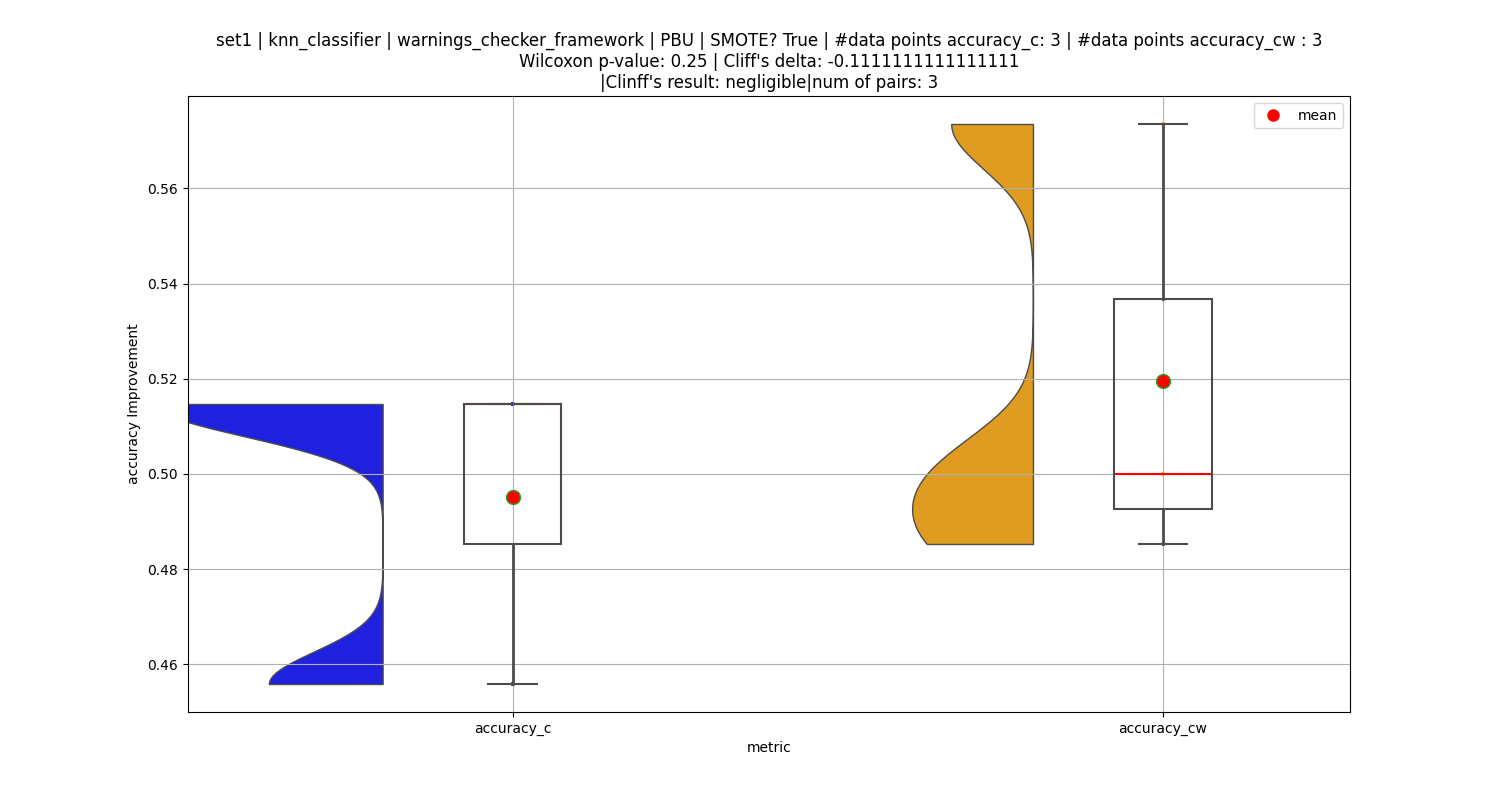 set1 | knn_classifier | warnings_checker_framework | PBU | SMOTE? True | #data points accuracy_c: 3 | #data points accuracy_cw : 3
Wilcoxon p-value: 0.25 | Cliff's delta: -0.1111111111111111
|Clinff's result: negligible|num of pairs: 3
mean
0.56
0.54
0.52
0.50
0.48
0.46
accuracy Improvement
accuracy_c
accuracy_cw
metric